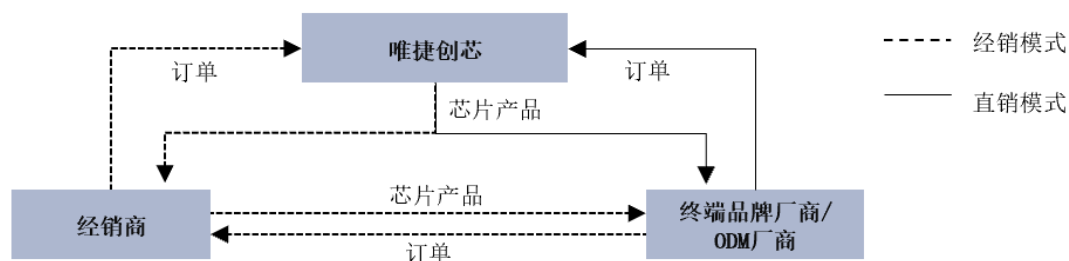 唯捷创芯
经销模式
订单
订单
直销模式
芯片产品
芯片产品
经销商
终端品牌厂商/
ODM厂商
订单